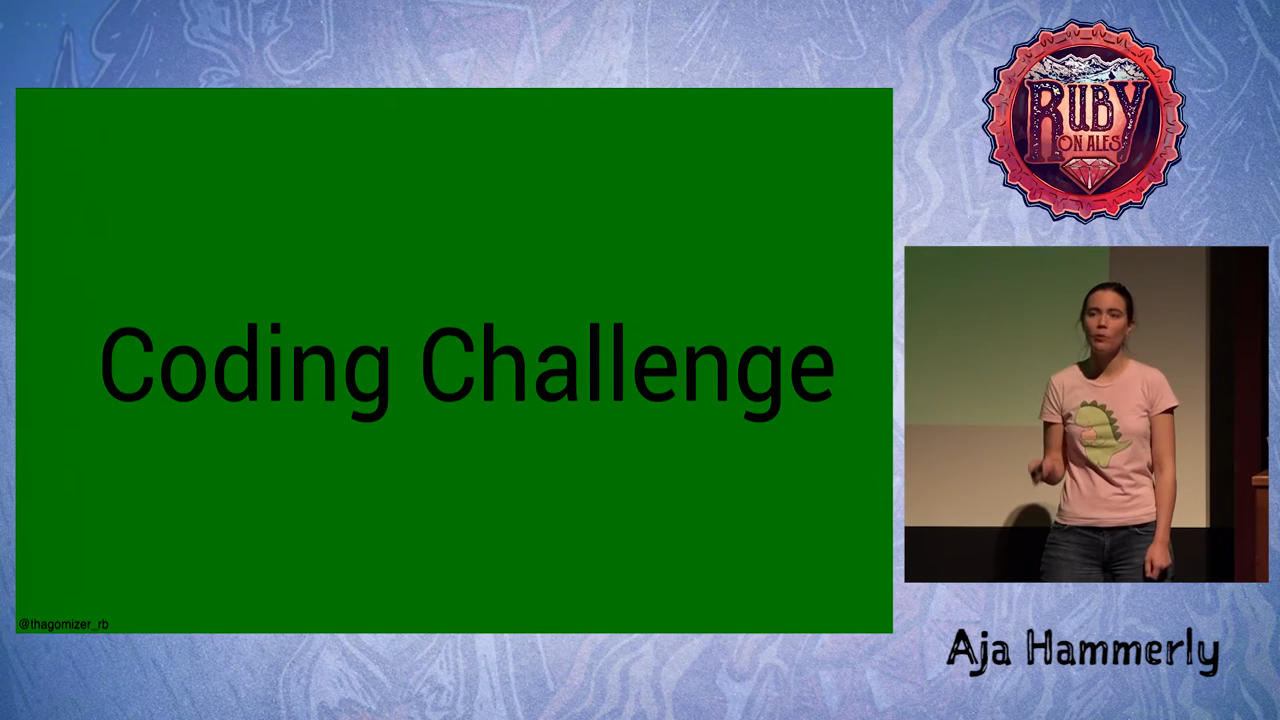 RUBY
ON ALES
Coding Challenge
@thagomizer_rb
Aja Hammerly